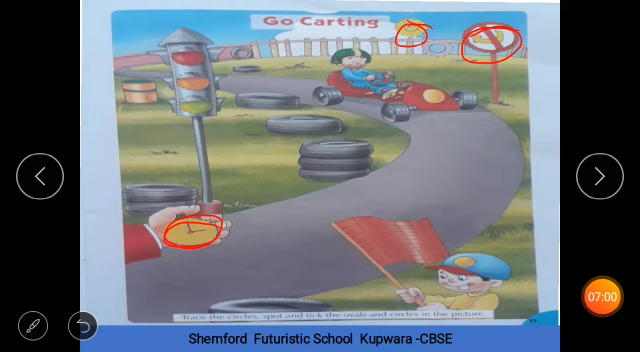 Go Carting
07:00
Trace the circles, spot and tick the ovals and circles in the picture.
Shemford Futuristic School Kupwara -CBSE